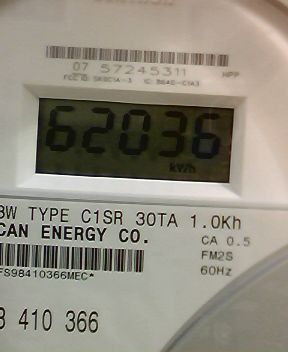 07 57245311 HPP
62036
kWh
3W TYPE C1SR 30TA 1.0Kh
CAN ENERGY CO.
CA 0.5
FM2S
60Hz
FS98410366MEC*
410 366